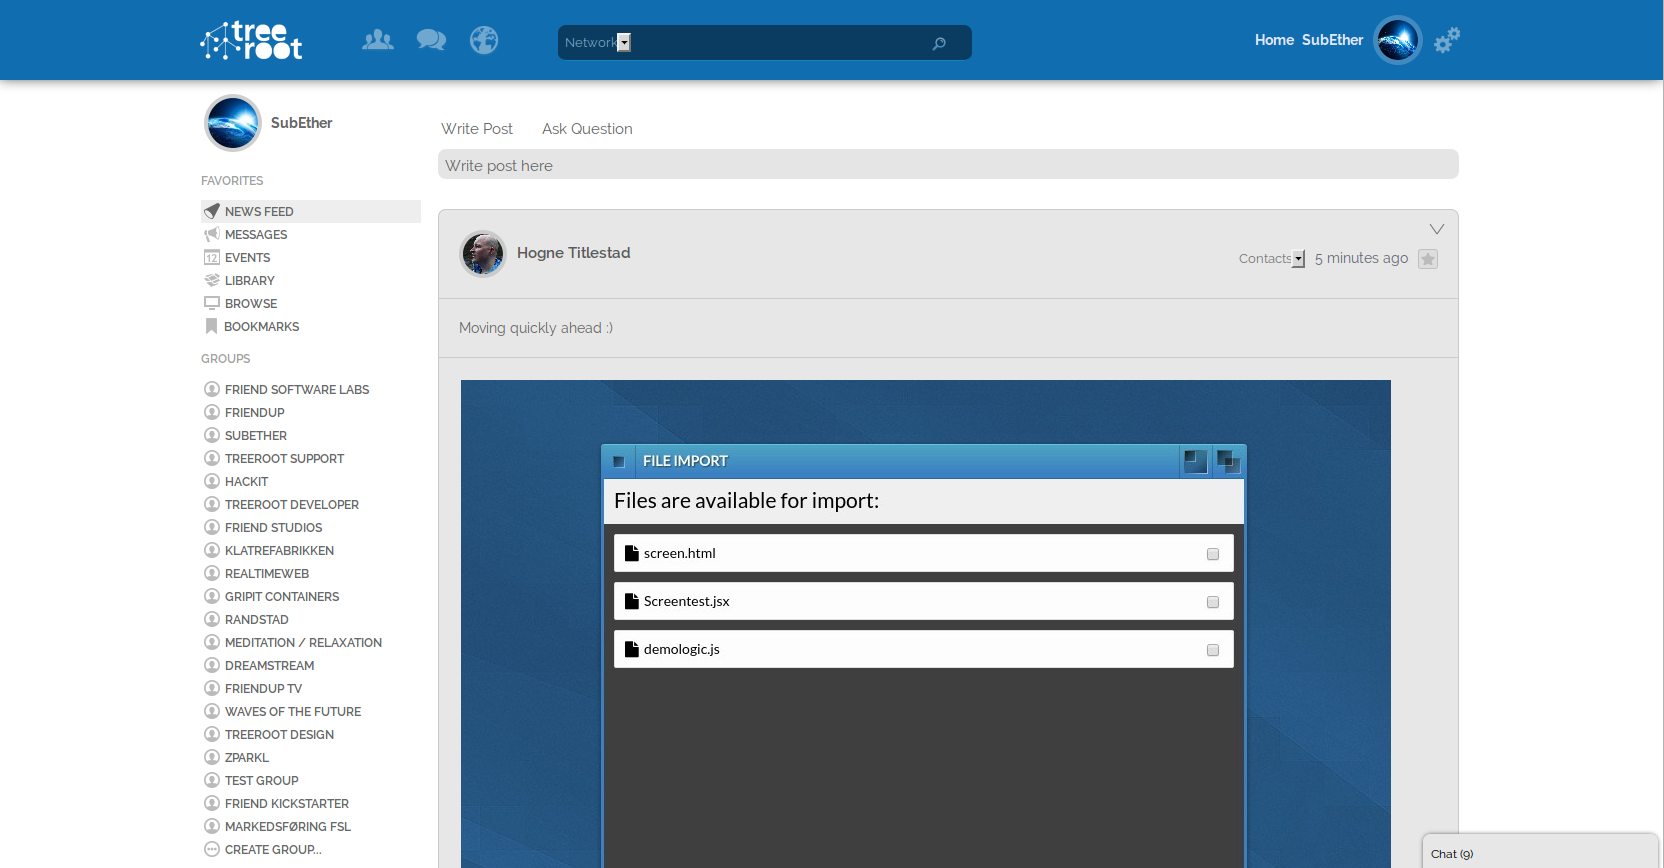 tree
root
Network
Home SubEther
SubEther
FAVORITES
NEWS FEED
MESSAGES
12 EVENTS
LIBRARY
BROWSE
BOOKMARKS
GROUPS
FRIEND SOFTWARE LABS
FRIENDUP
SUBETHER
TREEROOT SUPPORT
HACKIT
TREEROOT DEVELOPER
FRIEND STUDIOS
KLATREFABRIKKEN
REALTIMEWEB
GRIPIT CONTAINERS
RANDSTAD
MEDITATION / RELAXATION
DREAMSTREAM
FRIENDUP TV
WAVES OF THE FUTURE
TREEROOT DESIGN
ZPARKL
TEST GROUP
FRIEND KICKSTARTER
MARKEDSFØRING FSL
CREATE GROUP...
Write Post Ask Question
Write post here
Hogne Titlestad
Contacts 5 minutes ago
Moving quickly ahead :)
FILE IMPORT
Files are available for import:
screen.html
Screentest.jsx
demologic.js
Chat (9)